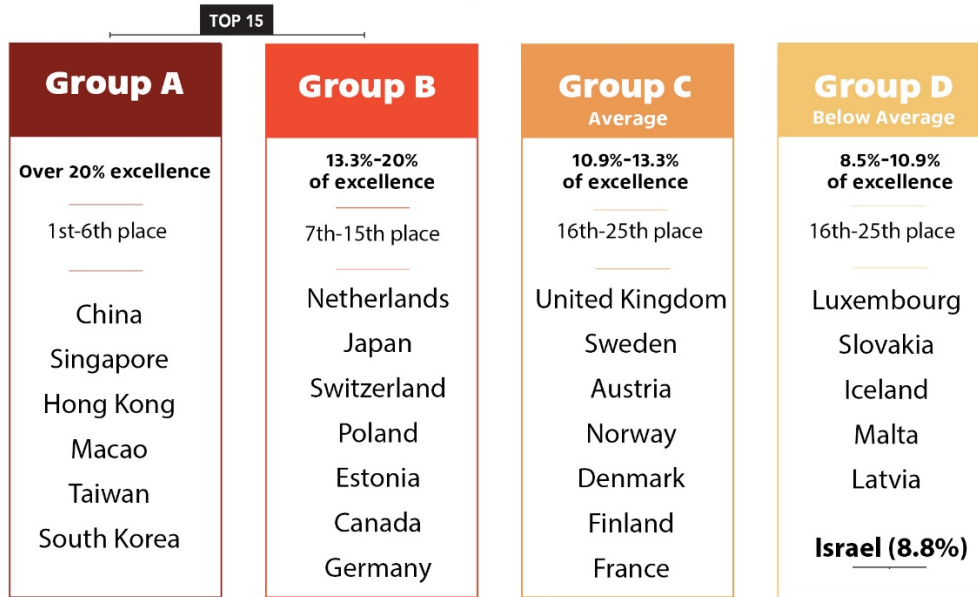 TOP 15
Group A
Over 20% excellence
1st-6th place
China
Singapore
Hong Kong
Macao
Taiwan
South Korea
Group B
13.3%-20%
of excellence
7th-15th place
Netherlands
Japan
Switzerland
Poland
Estonia
Canada
Germany
Group C
Average
10.9%-13.3%
of excellence
16th-25th place
United Kingdom
Sweden
Austria
Norway
Denmark
Finland
France
Group D
Below Average
8.5%-10.9%
of excellence
16th-25th place
Luxembourg
Slovakia
Iceland
Malta
Latvia
Israel (8.8%)